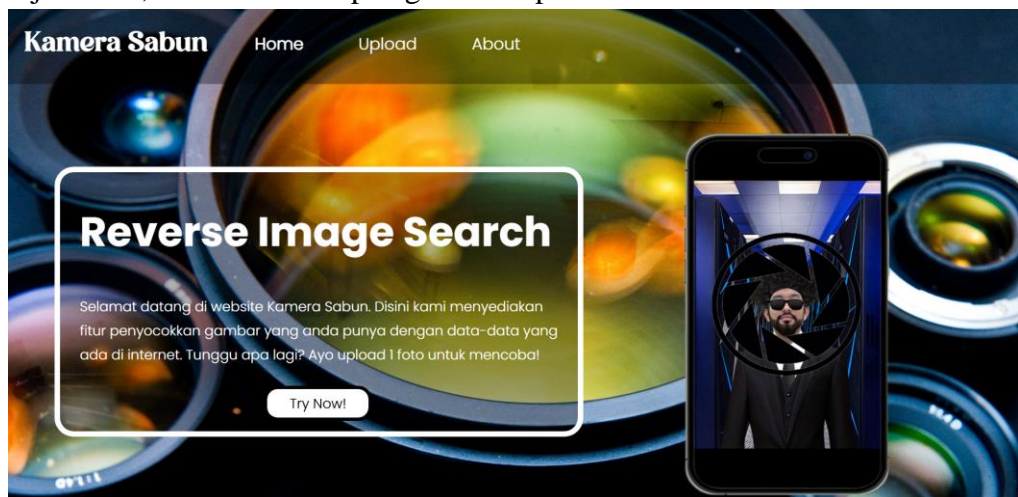 Kamera Sabun Home Upload About
Reverse Image Search
Selamat datang di website Kamera Sabun. Disini kami menyediakan
fitur penyocokkan gambar yang anda punya dengan data-data yang
ada di internet. Tunggu apa lagi? Ayo upload 1 foto untuk mencoba!
Try Now!